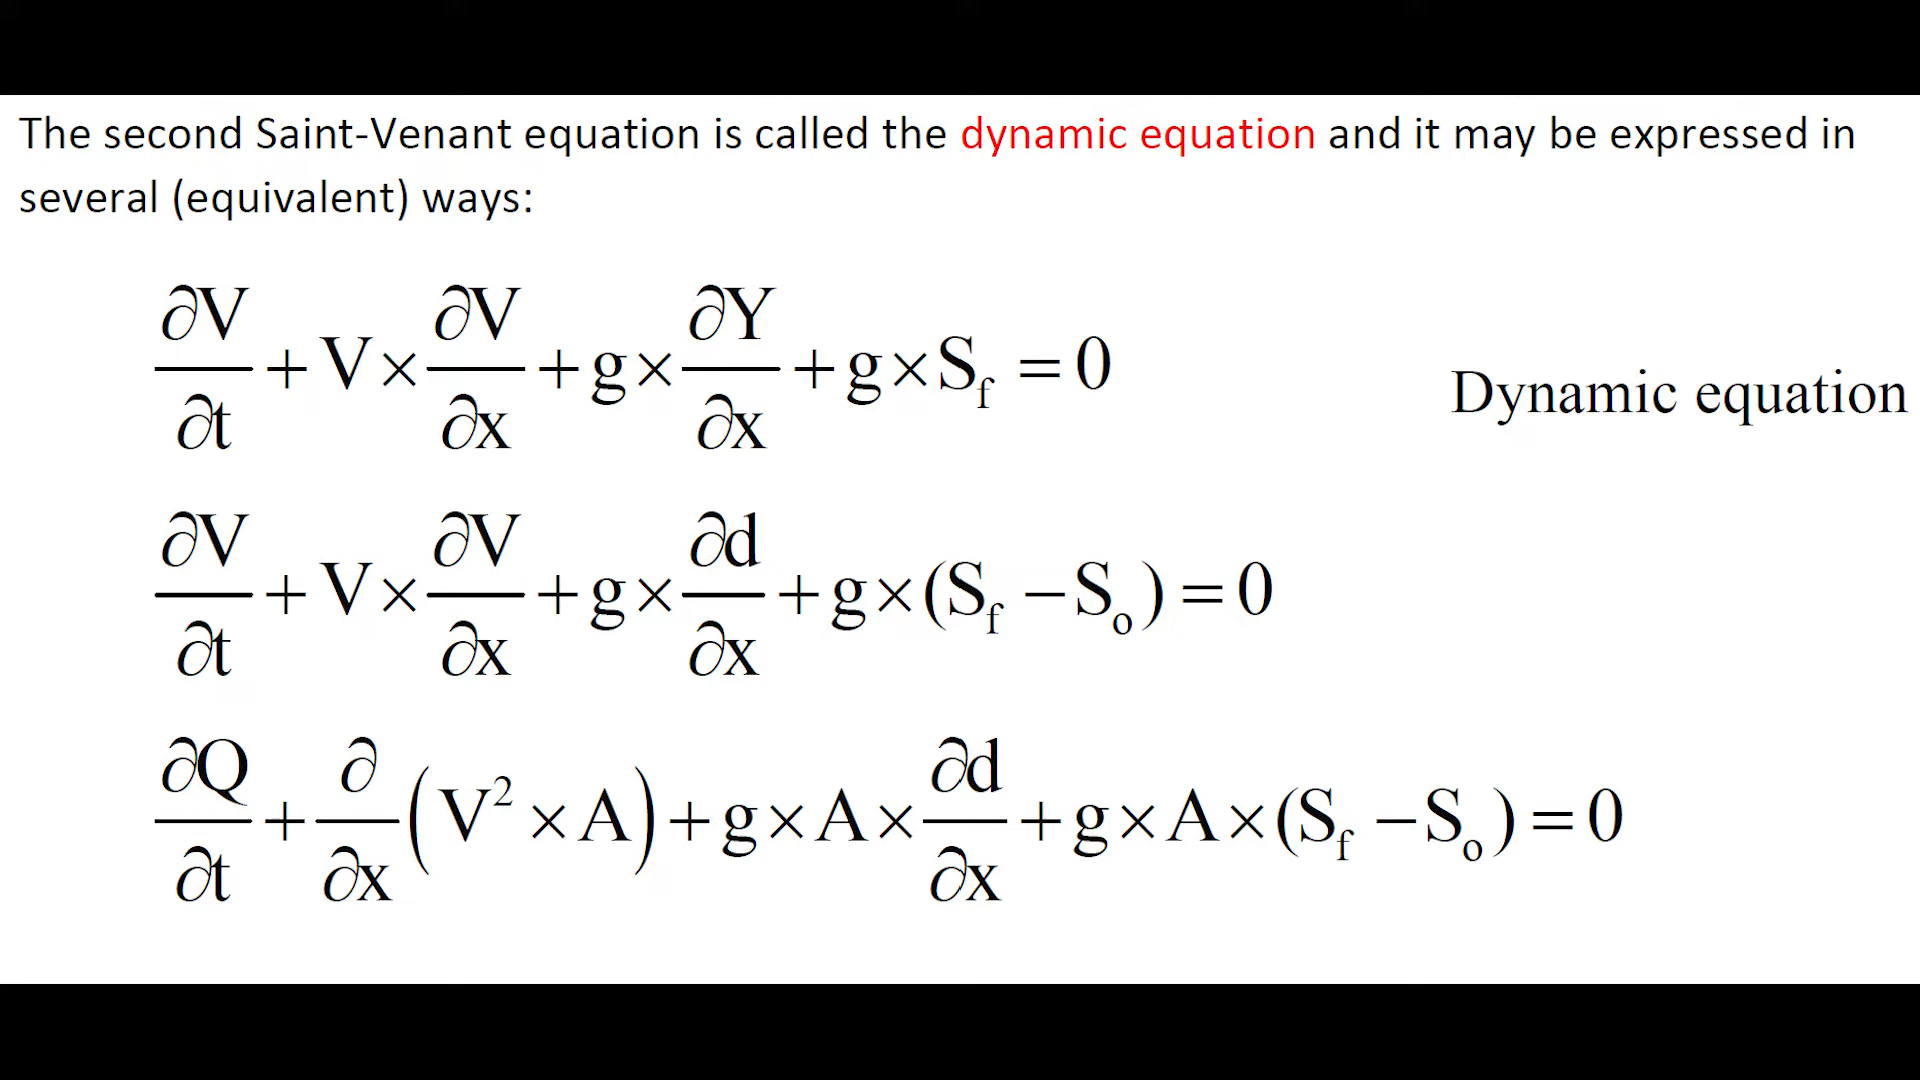 The second Saint-Venant equation is called the dynamic equation and it may be expressed in
several (equivalent) ways:
∂V/∂t + V × ∂V/∂x + g × ∂Y/∂x + g × S_f = 0
Dynamic equation
∂V/∂t + V × ∂V/∂x + g × ∂d/∂x + g × (S_f − S_o) = 0
∂Q/∂t + ∂/∂x (V² × A) + g × A × ∂d/∂x + g × A × (S_f − S_o) = 0